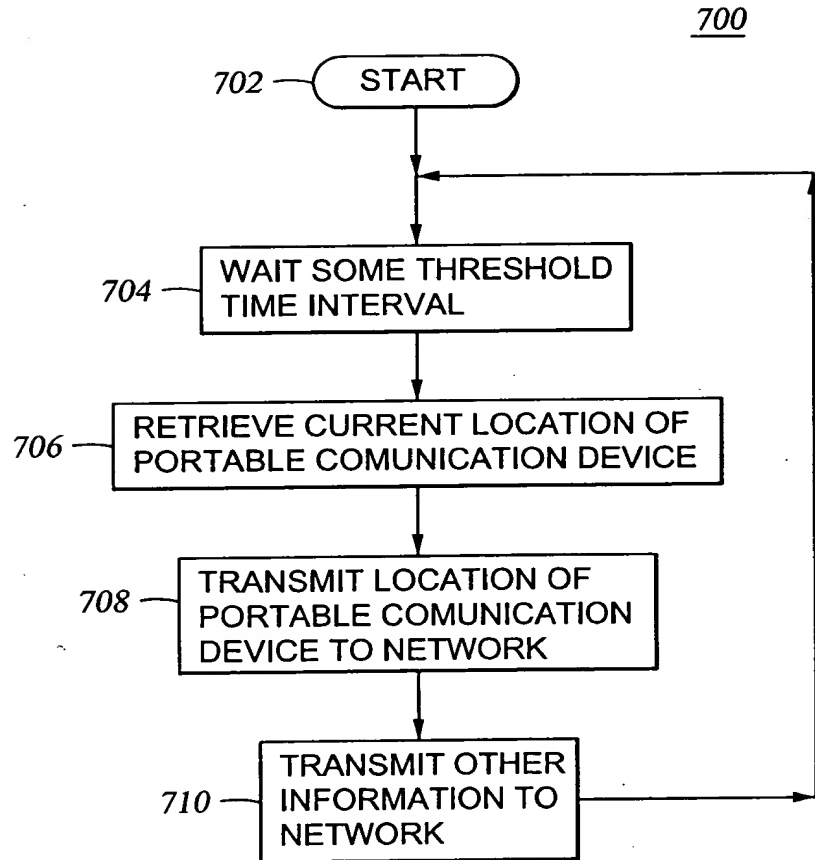 700
702
START
704
WAIT SOME THRESHOLD
TIME INTERVAL
706
RETRIEVE CURRENT LOCATION OF
PORTABLE COMUNICATION DEVICE
708
TRANSMIT LOCATION OF
PORTABLE COMUNICATION
DEVICE TO NETWORK
710
TRANSMIT OTHER
INFORMATION TO
NETWORK